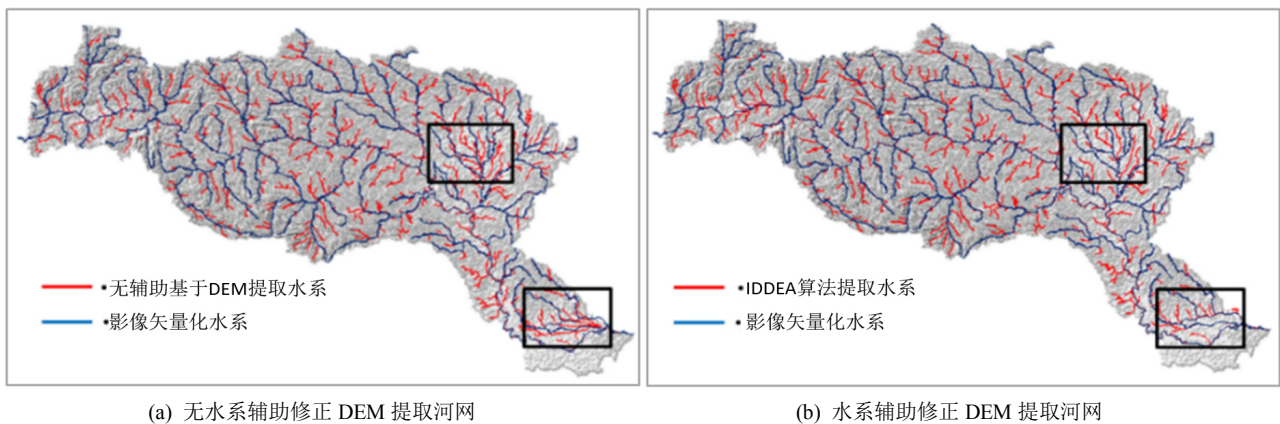 •无辅助基于DEM提取水系
•影像矢量化水系
•IDDEA算法提取水系
•影像矢量化水系
(a) 无水系辅助修正 DEM 提取河网
(b) 水系辅助修正 DEM 提取河网